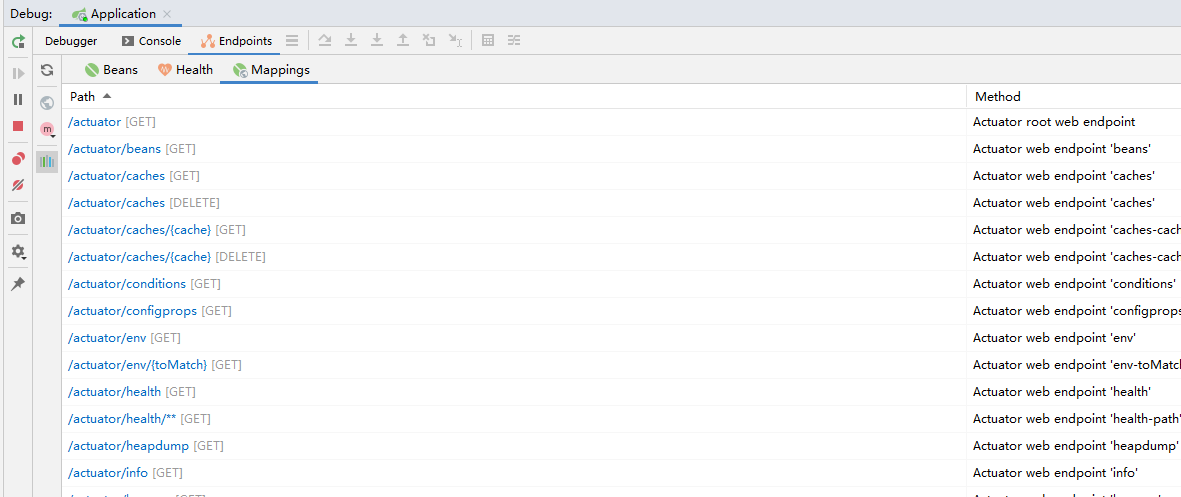 Debug: Application
Debugger Console Endpoints
Beans Health Mappings
Path Method
/actuator [GET] Actuator root web endpoint
/actuator/beans [GET] Actuator web endpoint 'beans'
/actuator/caches [GET] Actuator web endpoint 'caches'
/actuator/caches [DELETE] Actuator web endpoint 'caches'
/actuator/caches/{cache} [GET] Actuator web endpoint 'caches-cach
/actuator/caches/{cache} [DELETE] Actuator web endpoint 'caches-cach
/actuator/conditions [GET] Actuator web endpoint 'conditions'
/actuator/configprops [GET] Actuator web endpoint 'configprops
/actuator/env [GET] Actuator web endpoint 'env'
/actuator/env/{toMatch} [GET] Actuator web endpoint 'env-toMatch
/actuator/health [GET] Actuator web endpoint 'health'
/actuator/health/** [GET] Actuator web endpoint 'health-path'
/actuator/heapdump [GET] Actuator web endpoint 'heapdump'
/actuator/info [GET] Actuator web endpoint 'info'